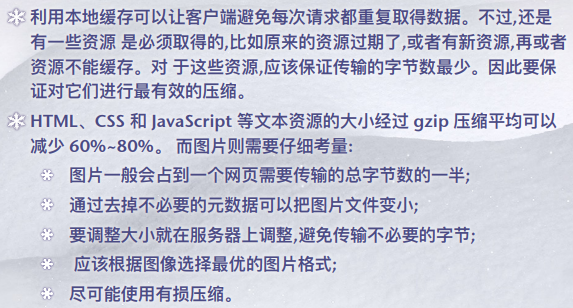 利用本地缓存可以让客户端避免每次请求都重复取得数据。不过,还是
有一些资源 是必须取得的,比如原来的资源过期了,或者有新资源,再或者
资源不能缓存。对 于这些资源,应该保证传输的字节数最少。因此要保
证对它们进行最有效的压缩。
HTML、CSS 和 JavaScript 等文本资源的大小经过 gzip 压缩平均可以
减少 60%~80%。 而图片则需要仔细考量:
图片一般会占到一个网页需要传输的总字节数的一半;
通过去掉不必要的元数据可以把图片文件变小;
要调整大小就在服务器上调整,避免传输不必要的字节;
应该根据图像选择最优的图片格式;
尽可能使用有损压缩。